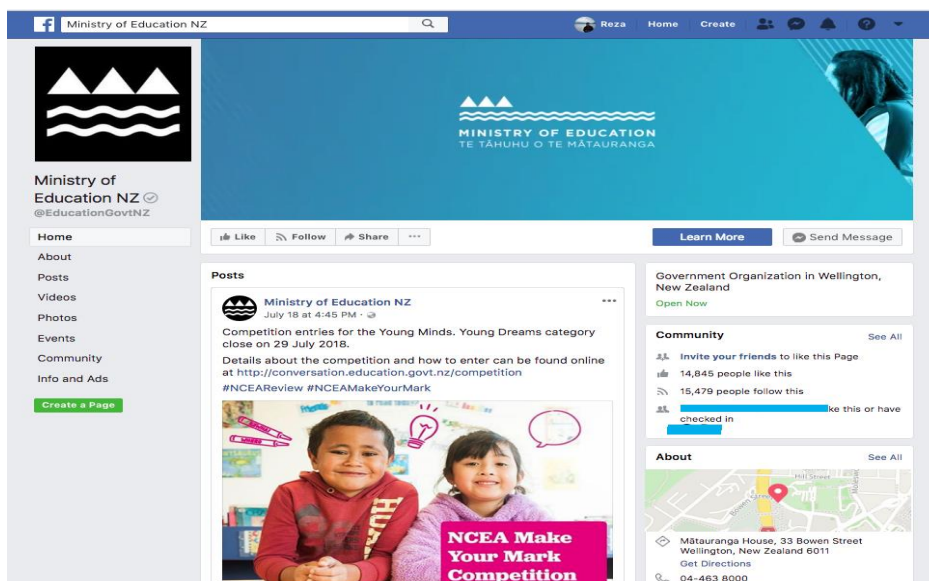 Ministry of Education NZ
Reza
Home
Create
MINISTRY OF EDUCATION
TE TĀHUHU O TE MĀTAURANGA
Ministry of
Education NZ
@EducationGovtNZ
Home
About
Posts
Videos
Photos
Events
Community
Info and Ads
Create a Page
Like
Follow
Share
Learn More
Send Message
Posts
Ministry of Education NZ
July 18 at 4:45 PM
Competition entries for the Young Minds. Young Dreams category
close on 29 July 2018.
Details about the competition and how to enter can be found online
at http://conversation.education.govt.nz/competition
#NCEAReview #NCEAMakeYourMark
NCEA Make
Your Mark
Competition
Government Organization in Wellington,
New Zealand
Open Now
Community
See All
Invite your friends to like this Page
14,845 people like this
15,479 people follow this
ke this or have
checked in
About
See All
Hill Street
Bowen Street
Mātauranga House, 33 Bowen Street
Wellington, New Zealand 6011
Get Directions
04-463 8000